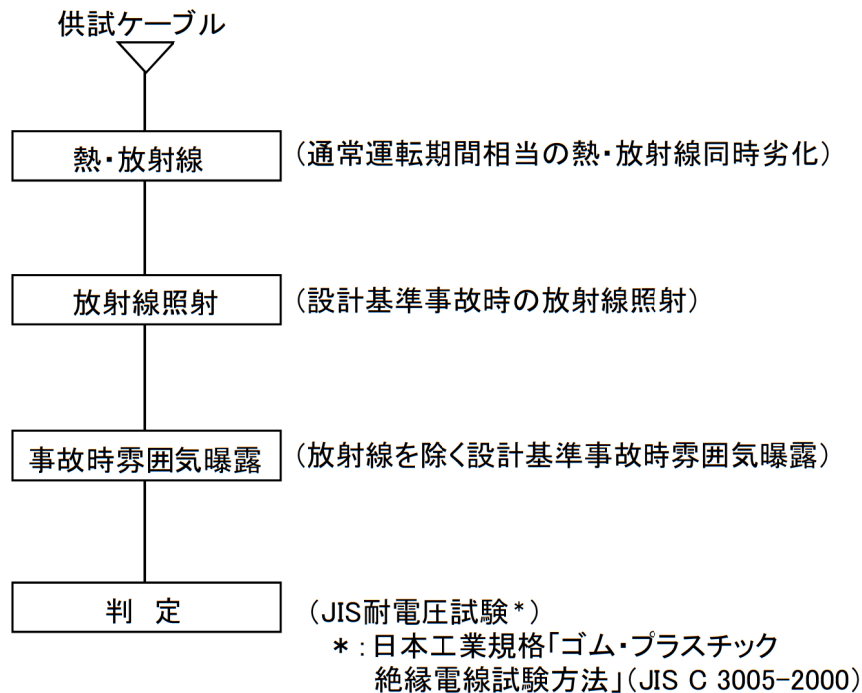 供試ケーブル
熱・放射線 (通常運転期間相当の熱・放射線同時劣化)
放射線照射 (設計基準事故時の放射線照射)
事故時雰囲気曝露 (放射線を除く設計基準事故時雰囲気曝露)
判 定 (JIS耐電圧試験*)
*:日本工業規格「ゴム・プラスチック
絶縁電線試験方法」(JIS C 3005-2000)